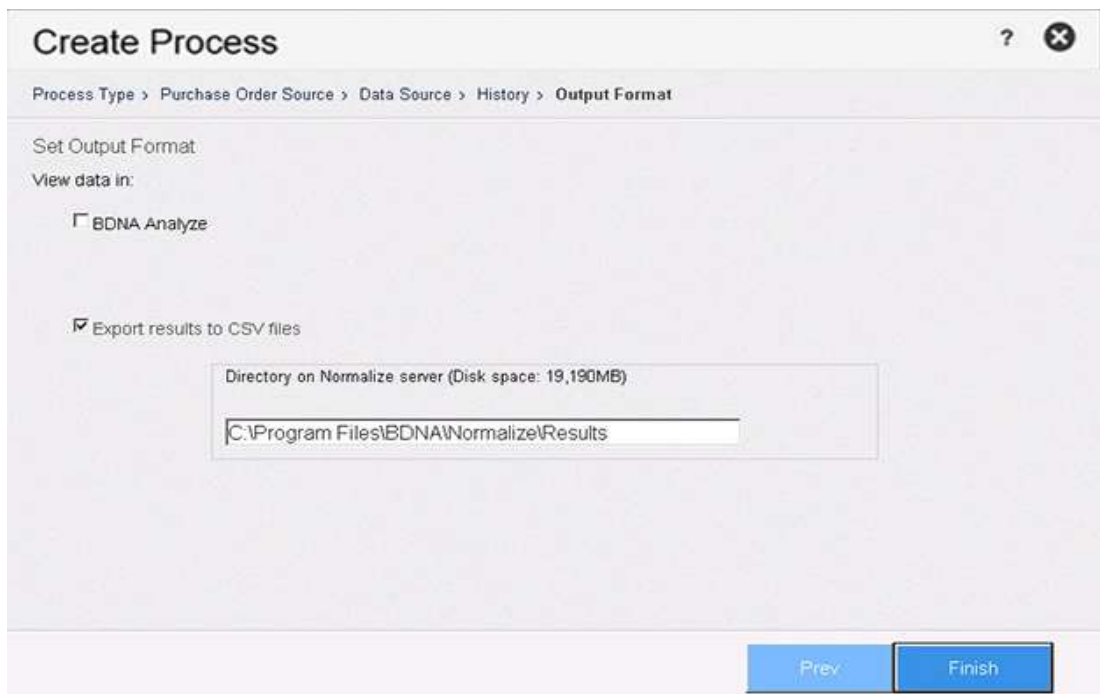 Create Process
?
Process Type > Purchase Order Source > Data Source > History > Output Format
Set Output Format
View data in:
BDNA Analyze
Export results to CSV files
Directory on Normalize server (Disk space: 19,190MB)
C:\Program Files\BDNA\Normalize\Results
Prev
Finish